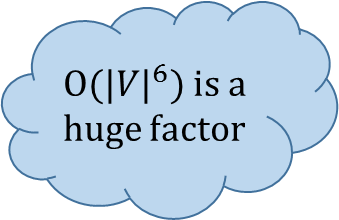 O(|V|⁶) is a
huge factor